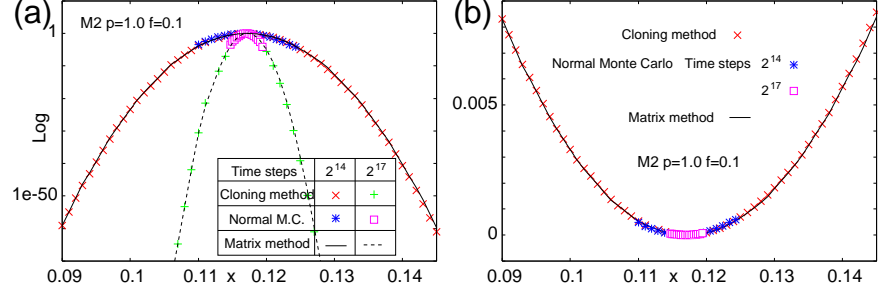 (a)
M2 p=1.0 f=0.1
1
Log
1e-50
Time steps 2^14 2^17
Cloning method
Normal M.C.
Matrix method
0.09 0.1 0.11 x 0.12 0.13 0.14
(b)
Cloning method
Normal Monte Carlo Time steps 2^14
2^17
0.005
Matrix method
M2 p=1.0 f=0.1
0
0.09 0.1 0.11 x 0.12 0.13 0.14